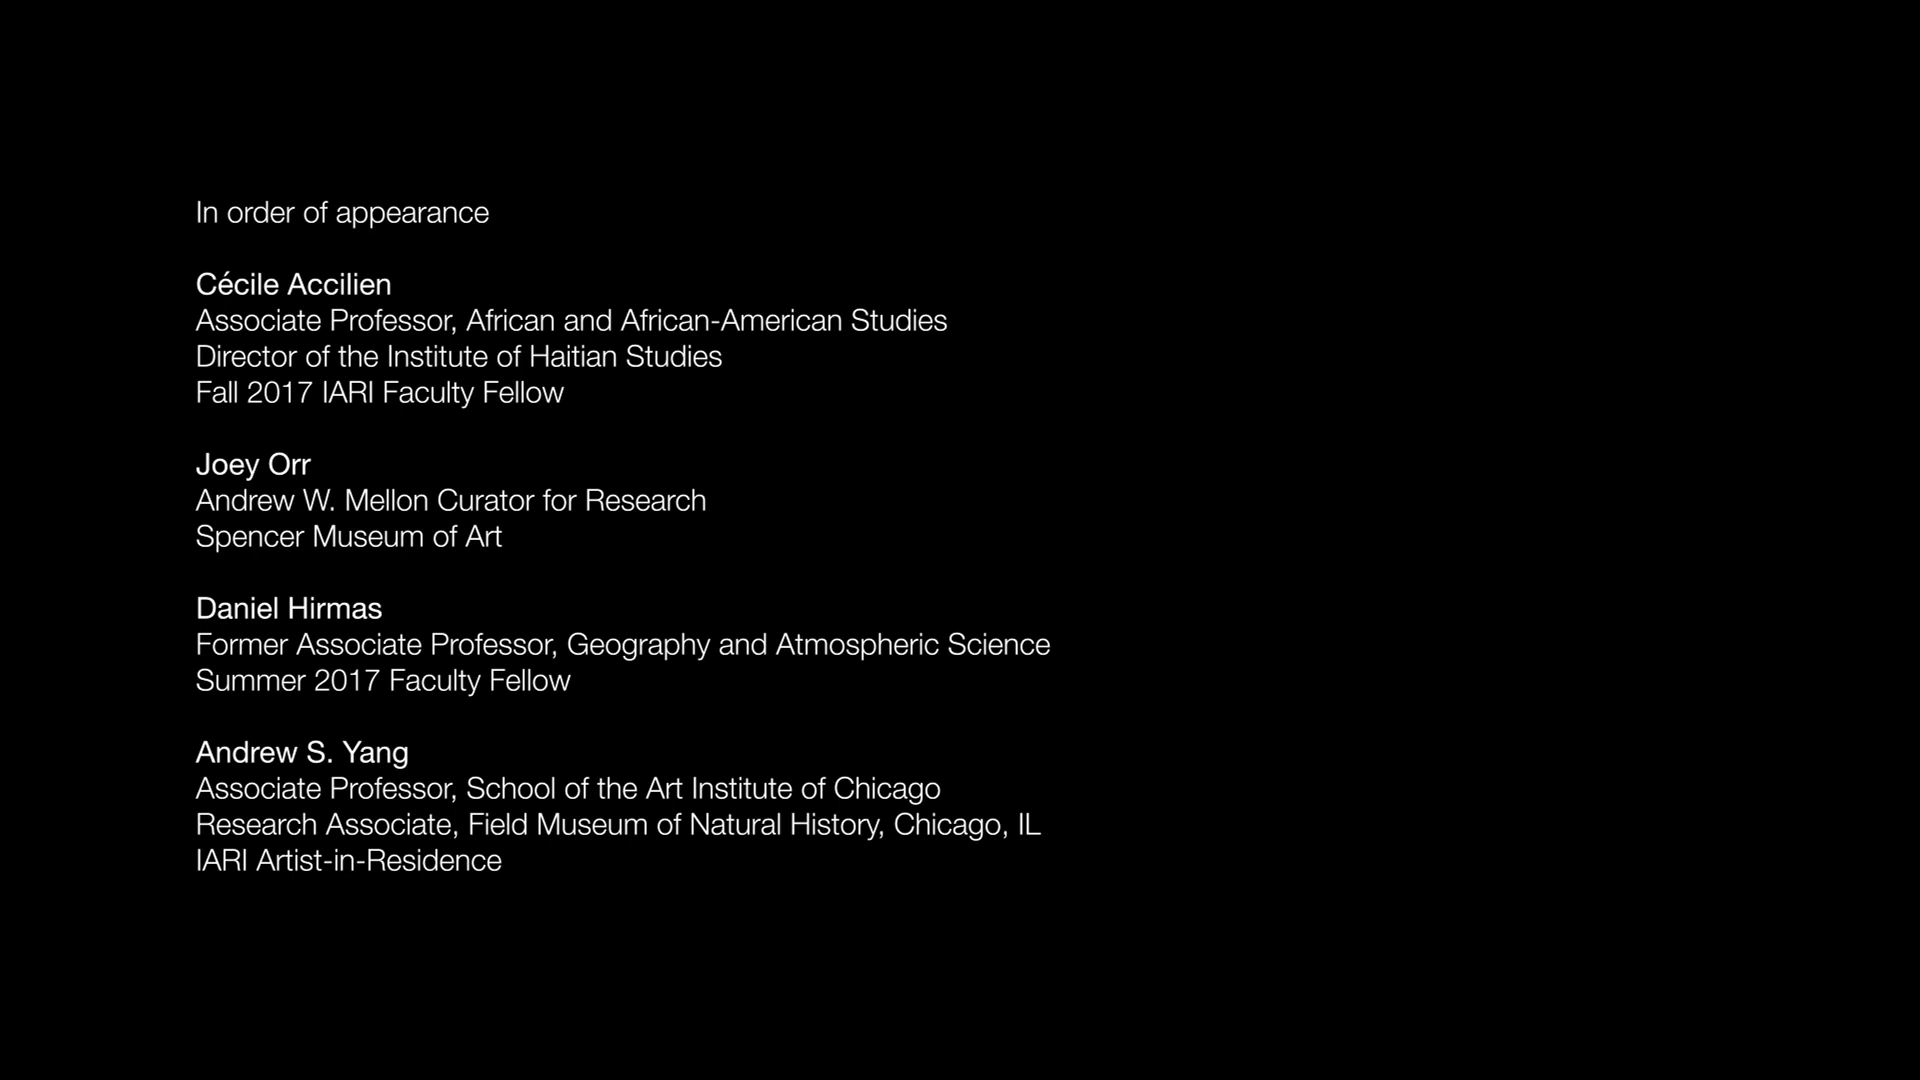 In order of appearance
Cécile Accilien
Associate Professor, African and African-American Studies
Director of the Institute of Haitian Studies
Fall 2017 IARI Faculty Fellow
Joey Orr
Andrew W. Mellon Curator for Research
Spencer Museum of Art
Daniel Hirmas
Former Associate Professor, Geography and Atmospheric Science
Summer 2017 Faculty Fellow
Andrew S. Yang
Associate Professor, School of the Art Institute of Chicago
Research Associate, Field Museum of Natural History, Chicago, IL
IARI Artist-in-Residence